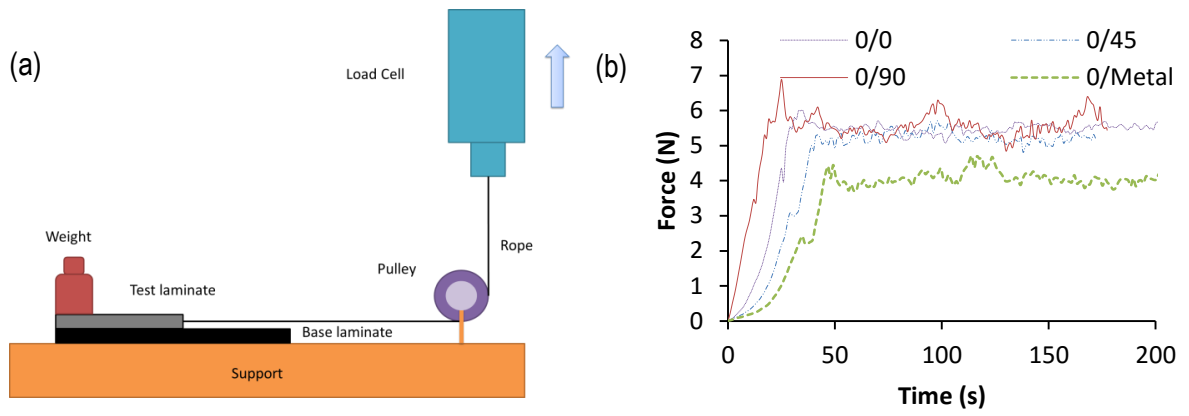 (a)
Load Cell
Weight
Test laminate
Pulley
Rope
Base laminate
Support
(b)
0/0
0/45
0/90
0/Metal
8
7
6
5
4
3
2
1
0
Force (N)
0
50
100
150
200
Time (s)